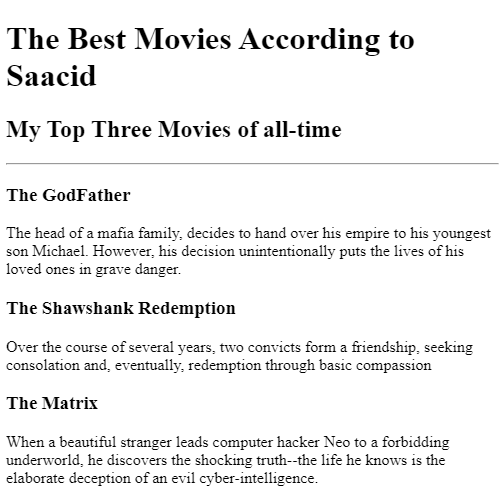 The Best Movies According to
Saacid
My Top Three Movies of all-time
The GodFather
The head of a mafia family, decides to hand over his empire to his youngest
son Michael. However, his decision unintentionally puts the lives of his
loved ones in grave danger.
The Shawshank Redemption
Over the course of several years, two convicts form a friendship, seeking
consolation and, eventually, redemption through basic compassion
The Matrix
When a beautiful stranger leads computer hacker Neo to a forbidding
underworld, he discovers the shocking truth--the life he knows is the
elaborate deception of an evil cyber-intelligence.